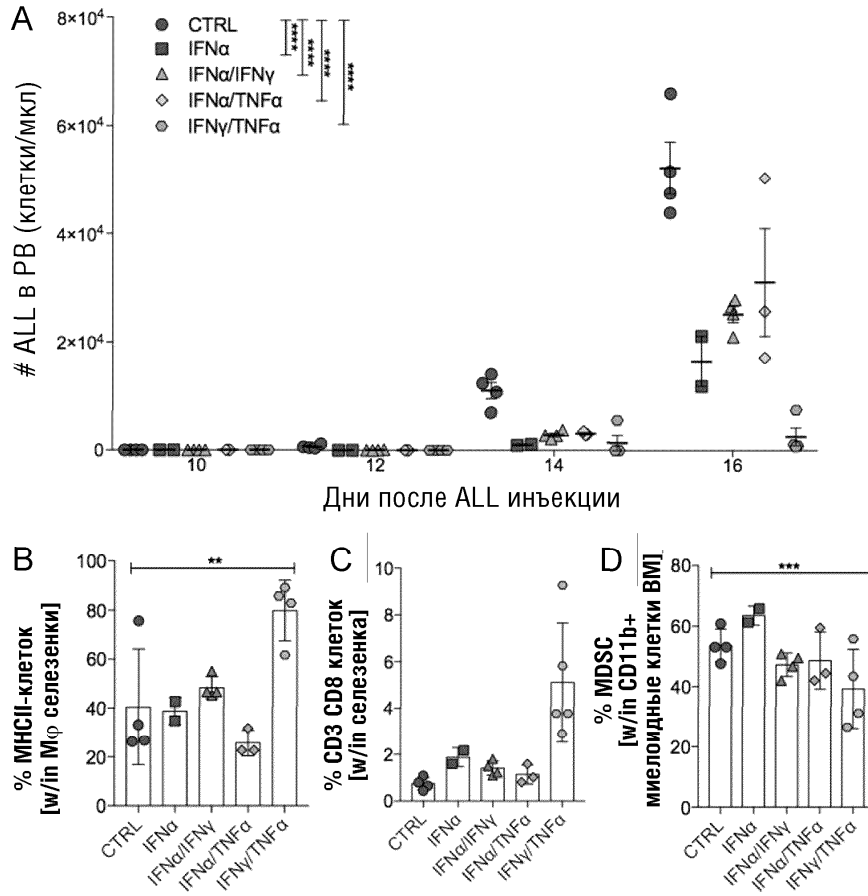 A
8×10⁴
6×10⁴
4×10⁴
2×10⁴
0
# ALL в PB (клетки/мкл)
CTRL
IFNα
IFNα/IFNγ
IFNα/TNFα
IFNγ/TNFα
****
****
****
****
10 12 14 16
Дни после ALL инъекции
B
100
80
60
40
20
0
% MHCII-клеток
[w/in Mφ селезенки]
**
CTRL
IFNα
IFNα/IFNγ
IFNα/TNFα
IFNγ/TNFα
C
10
8
6
4
2
0
% CD3 CD8 клеток
[w/in селезенка]
CTRL
IFNα
IFNα/IFNγ
IFNα/TNFα
IFNγ/TNFα
D
80
60
40
20
0
% MDSC
[w/in CD11b+
миелоидные клетки BM]
***
CTRL
IFNα
IFNα/IFNγ
IFNα/TNFα
IFNγ/TNFα